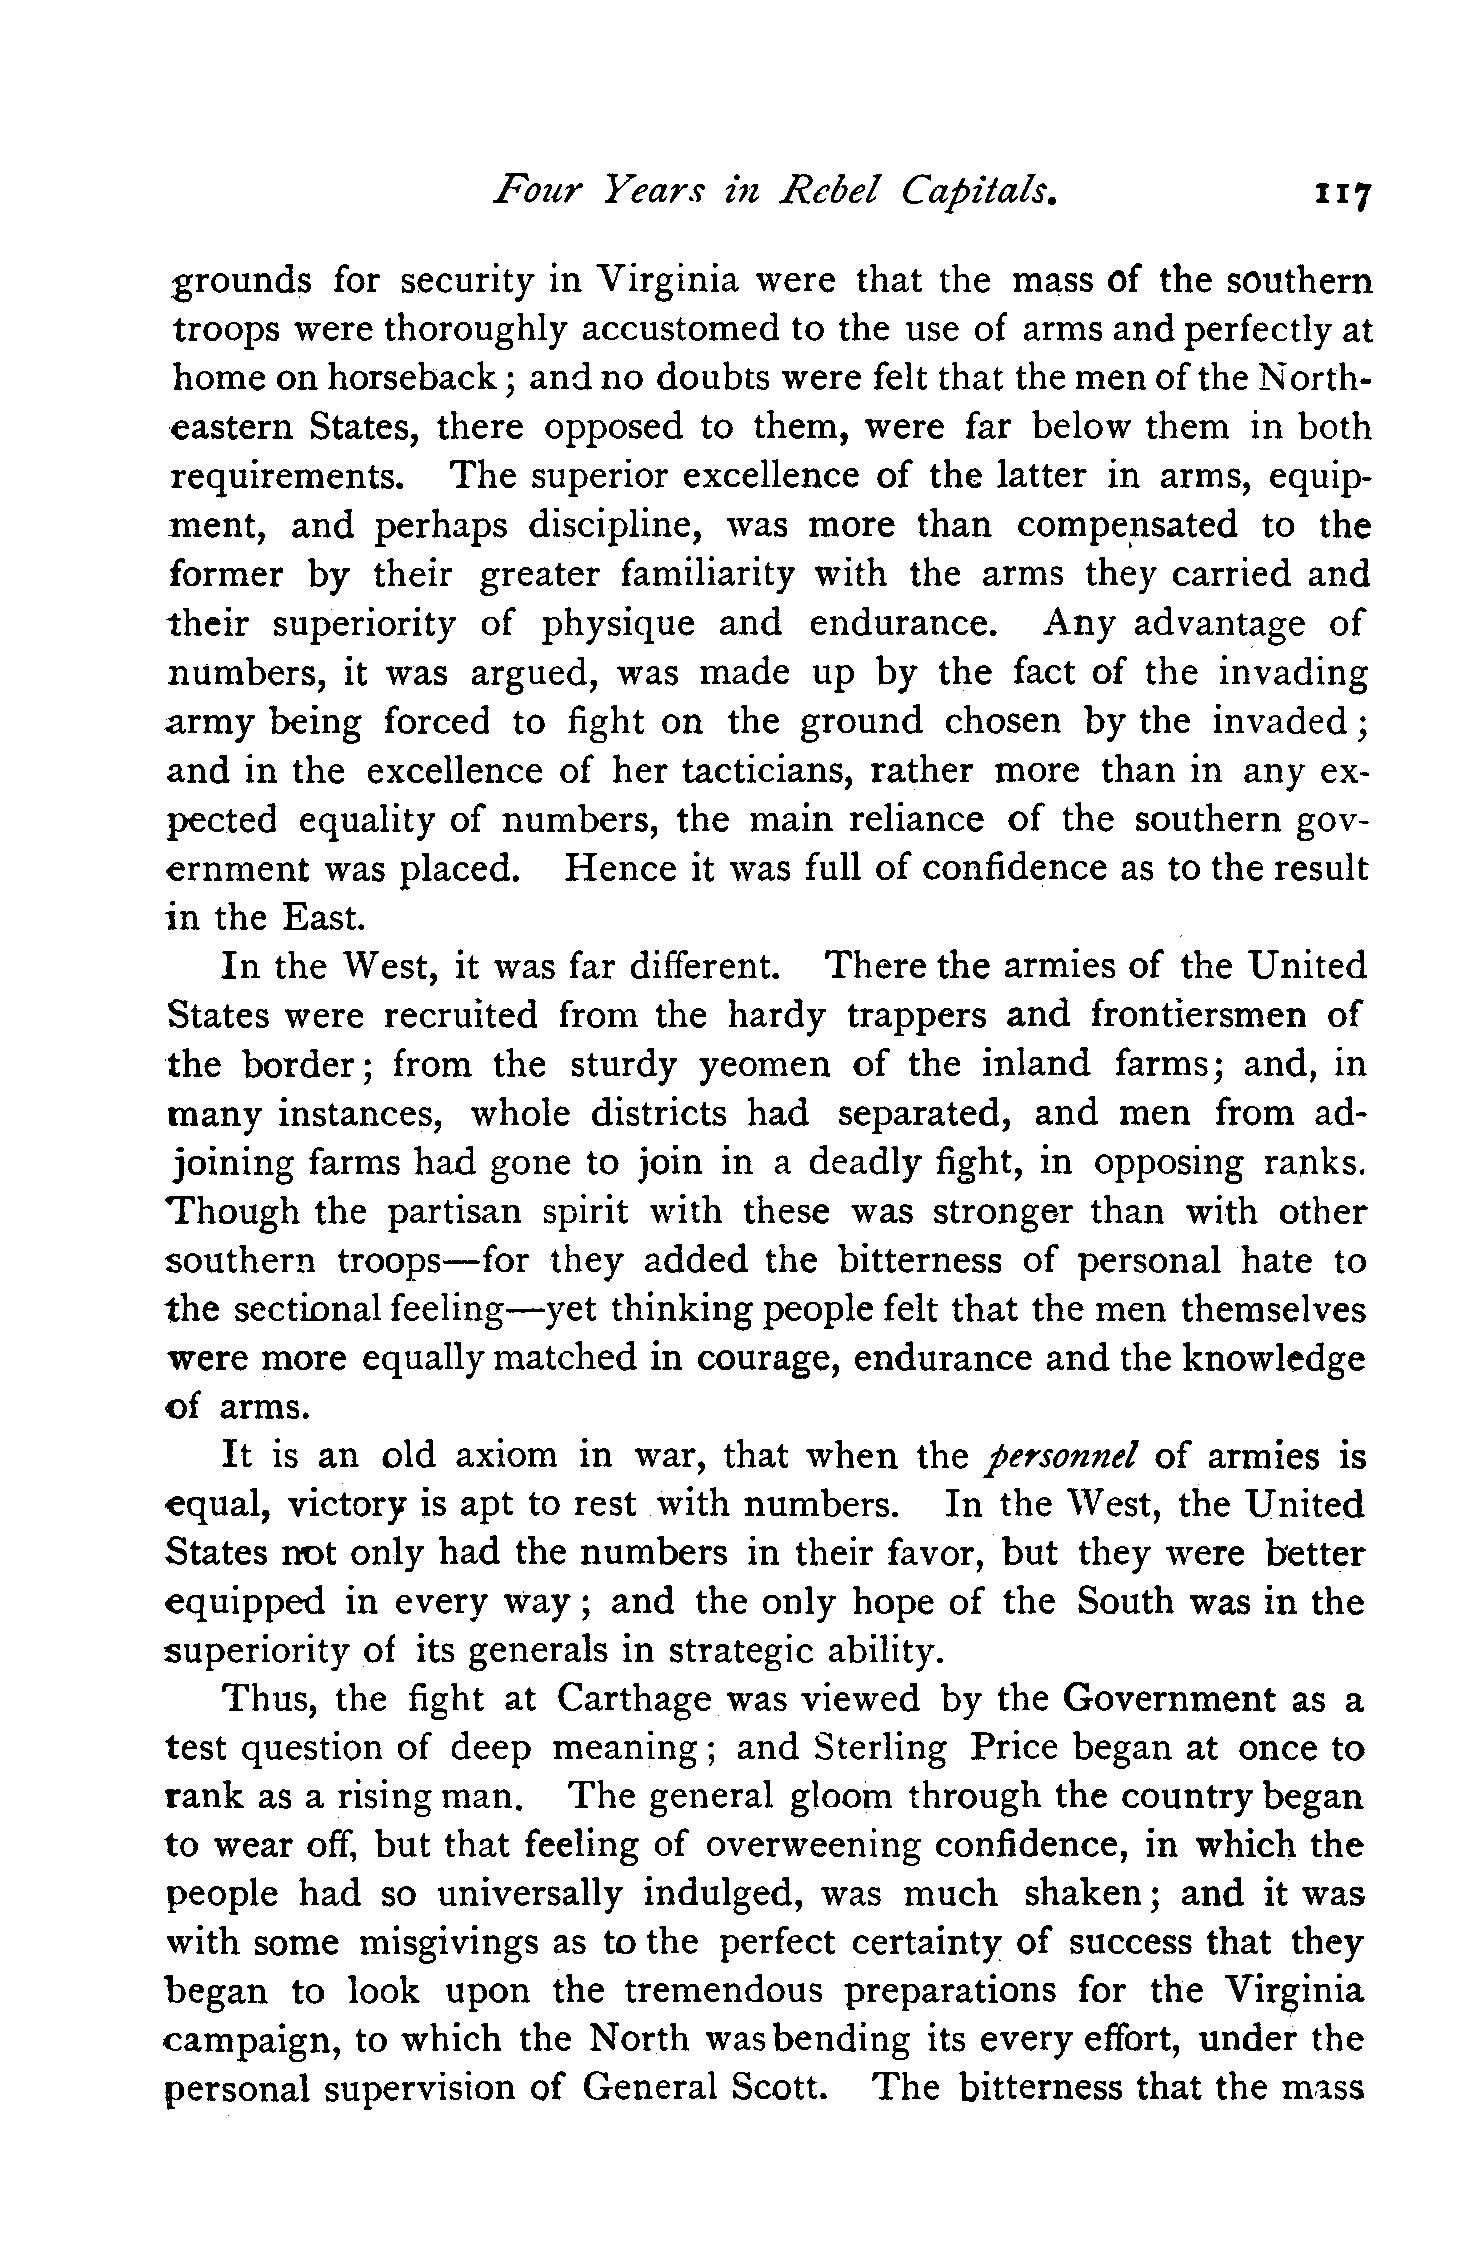 Four Years in Rebel Capitals. 117
grounds for security in Virginia were that the mass of the southern
troops were thoroughly accustomed to the use of arms and perfectly at
home on horseback; and no doubts were felt that the men of the North-
eastern States, there opposed to them, were far below them in both
requirements. The superior excellence of the latter in arms, equip-
ment, and perhaps discipline, was more than compensated to the
former by their greater familiarity with the arms they carried and
their superiority of physique and endurance. Any advantage of
numbers, it was argued, was made up by the fact of the invading
army being forced to fight on the ground chosen by the invaded;
and in the excellence of her tacticians, rather more than in any ex-
pected equality of numbers, the main reliance of the southern gov-
ernment was placed. Hence it was full of confidence as to the result
in the East.
In the West, it was far different. There the armies of the United
States were recruited from the hardy trappers and frontiersmen of
the border; from the sturdy yeomen of the inland farms; and, in
many instances, whole districts had separated, and men from ad-
joining farms had gone to join in a deadly fight, in opposing ranks.
Though the partisan spirit with these was stronger than with other
southern troops—for they added the bitterness of personal hate to
the sectional feeling—yet thinking people felt that the men themselves
were more equally matched in courage, endurance and the knowledge
of arms.
It is an old axiom in war, that when the personnel of armies is
equal, victory is apt to rest with numbers. In the West, the United
States not only had the numbers in their favor, but they were better
equipped in every way; and the only hope of the South was in the
superiority of its generals in strategic ability.
Thus, the fight at Carthage was viewed by the Government as a
test question of deep meaning; and Sterling Price began at once to
rank as a rising man. The general gloom through the country began
to wear off, but that feeling of overweening confidence, in which the
people had so universally indulged, was much shaken; and it was
with some misgivings as to the perfect certainty of success that they
began to look upon the tremendous preparations for the Virginia
campaign, to which the North was bending its every effort, under the
personal supervision of General Scott. The bitterness that the mass